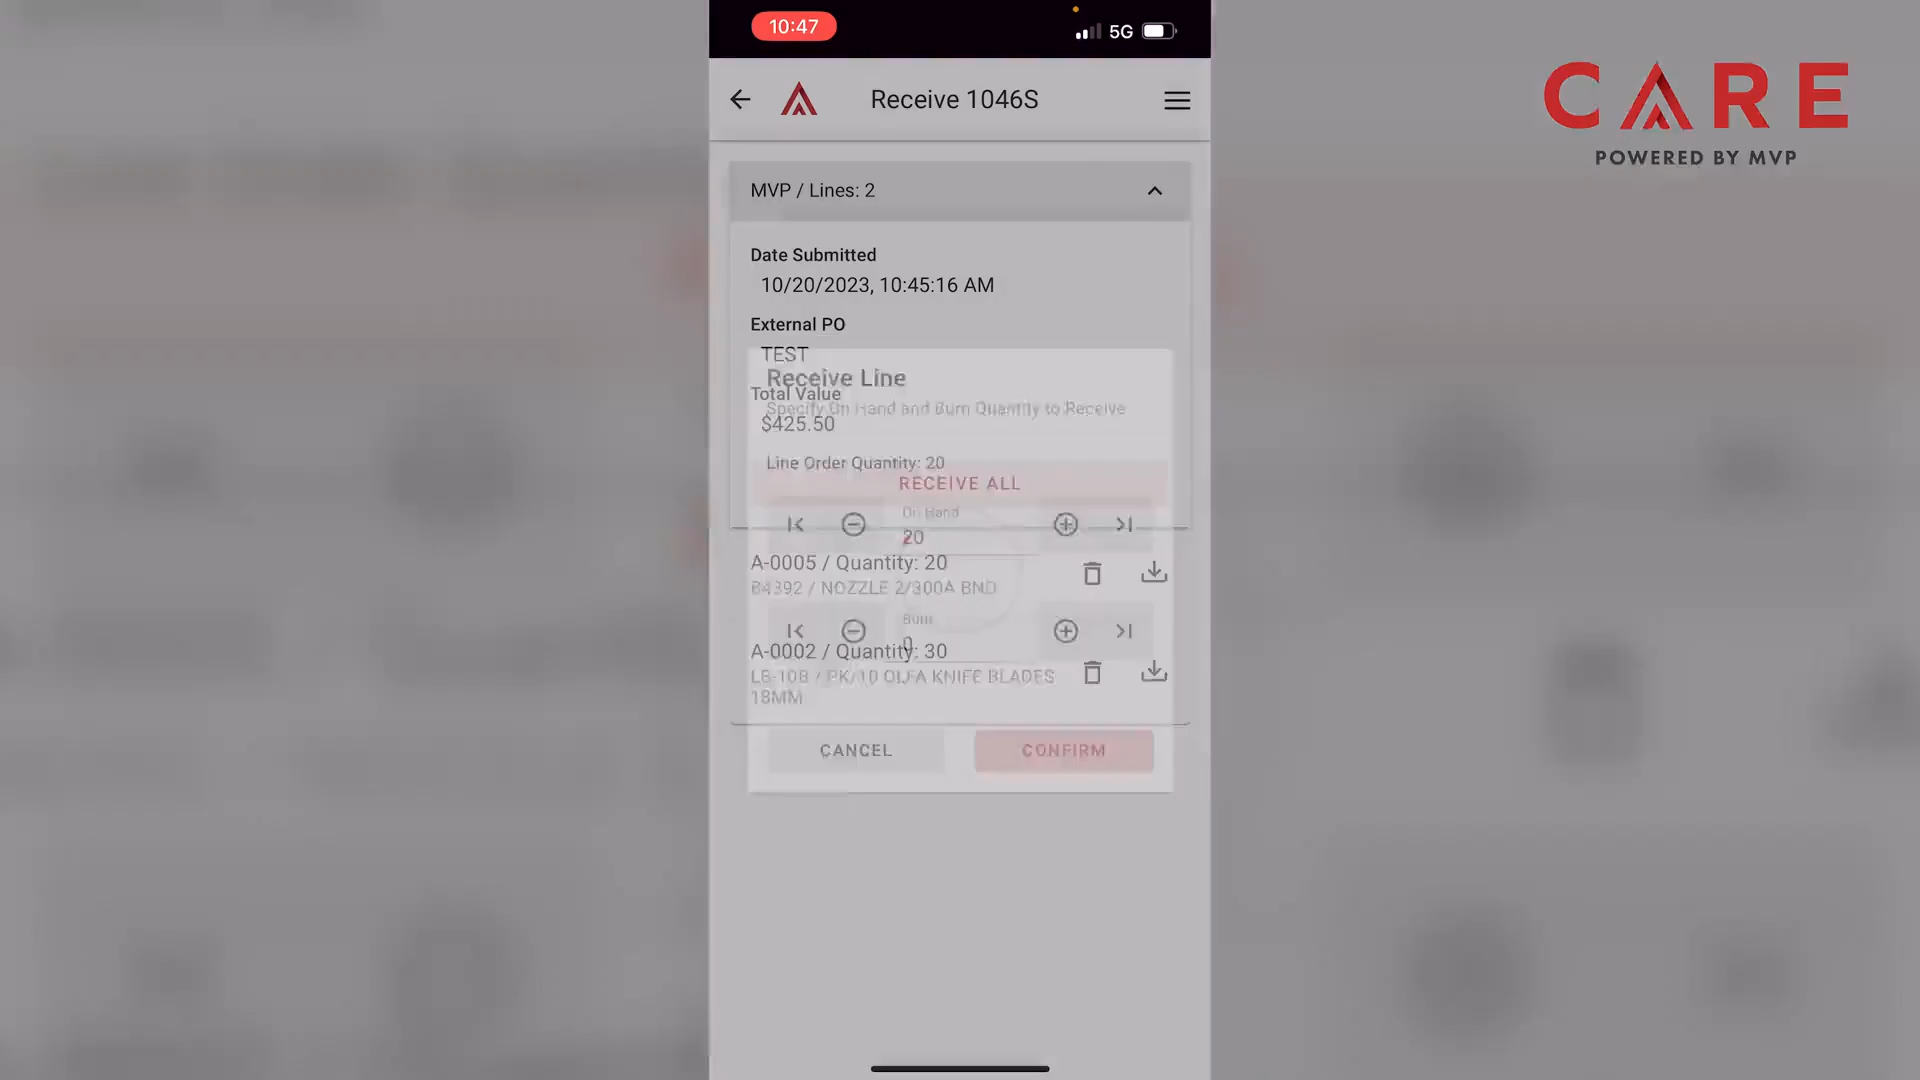 10:47
5G
Receive 1046S
CARE
POWERED BY MVP
MVP / Lines: 2
Date Submitted
10/20/2023, 10:45:16 AM
External PO
TEST
Receive Line
Total Value
Specify On Hand and Burn Quantity to Receive
$425.50
Line Order Quantity: 20
RECEIVE ALL
On Hand
20
A-0005 / Quantity: 20
64392 / NOZZLE 2/300A BND
Burn
0
A-0002 / Quantity: 30
LB-10B / PK/10 OLFA KNIFE BLADES
18MM
CANCEL
CONFIRM